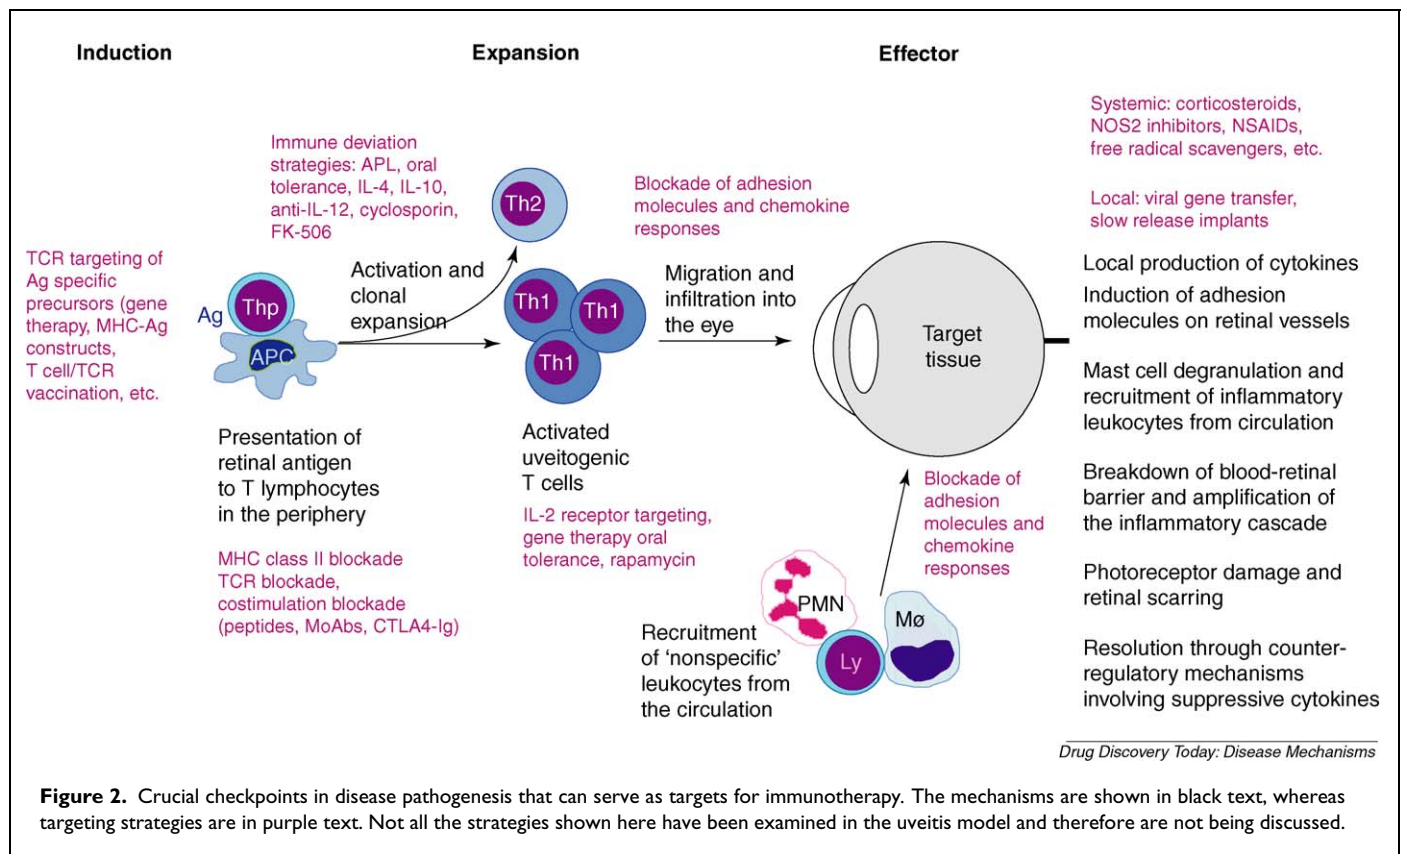 Induction
Expansion
Effector
Immune deviation
strategies: APL, oral
tolerance, IL-4, IL-10,
anti-IL-12, cyclosporin,
FK-506
TCR targeting of
Ag specific
precursors (gene
therapy, MHC-Ag
constructs,
T cell/TCR
vaccination, etc.
Ag
Thp
APC
Activation and
clonal
expansion
Th2
Th1
Th1
Th1
Blockade of adhesion
molecules and chemokine
responses
Migration and
infiltration into
the eye
Target
tissue
Systemic: corticosteroids,
NOS2 inhibitors, NSAIDs,
free radical scavengers, etc.
Local: viral gene transfer,
slow release implants
Local production of cytokines
Induction of adhesion
molecules on retinal vessels
Mast cell degranulation and
recruitment of inflammatory
leukocytes from circulation
Breakdown of blood-retinal
barrier and amplification of
the inflammatory cascade
Photoreceptor damage and
retinal scarring
Resolution through counter-
regulatory mechanisms
involving suppressive cytokines
Presentation of
retinal antigen
to T lymphocytes
in the periphery
MHC class II blockade
TCR blockade,
costimulation blockade
(peptides, MoAbs, CTLA4-Ig)
Activated
uveitogenic
T cells
IL-2 receptor targeting,
gene therapy oral
tolerance, rapamycin
Recruitment
of ‘nonspecific’
leukocytes from
the circulation
PMN
Ly
Mø
Blockade of
adhesion
molecules and
chemokine
responses
Drug Discovery Today: Disease Mechanisms
Figure 2. Crucial checkpoints in disease pathogenesis that can serve as targets for immunotherapy. The mechanisms are shown in black text, whereas
targeting strategies are in purple text. Not all the strategies shown here have been examined in the uveitis model and therefore are not being discussed.